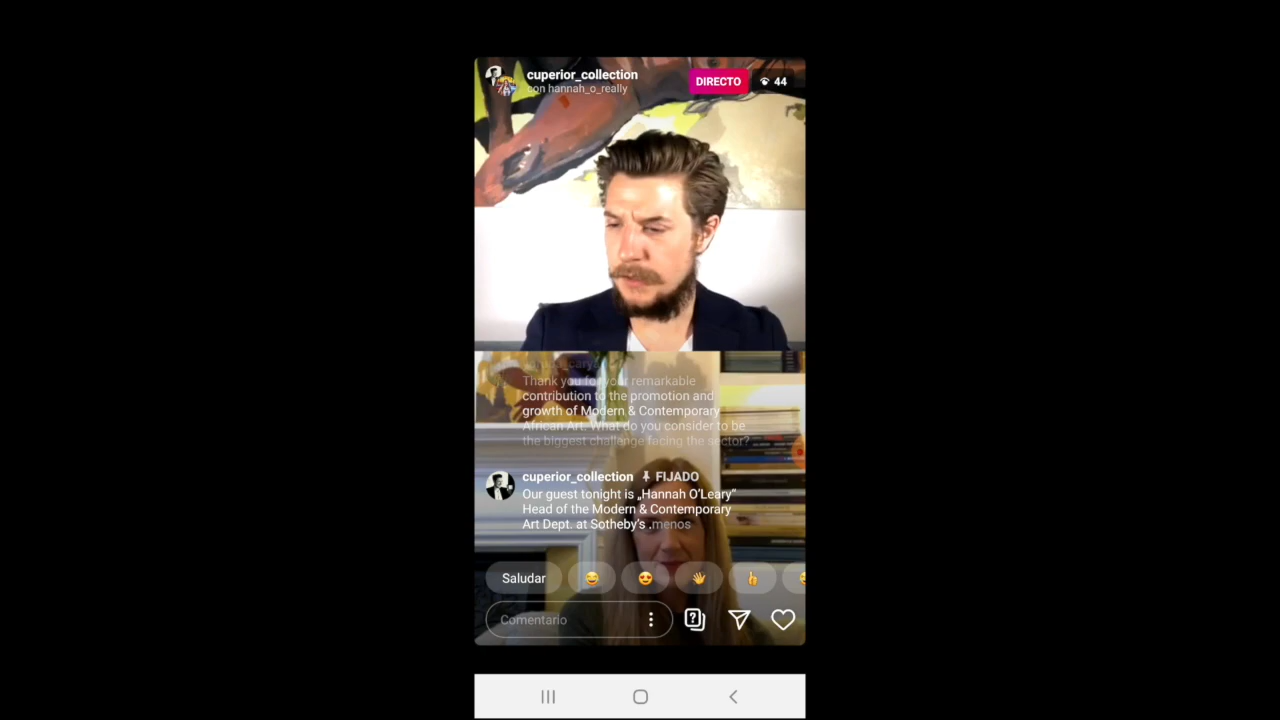 cuperior_collection
con hannah_o_really
DIRECTO
44
Thank you for your remarkable
contribution to the promotion and
growth of Modern & Contemporary
African Art. What do you consider to be
the biggest challenge facing the sector?
cuperior_collection FIJADO
Our guest tonight is „Hannah O’Leary“
Head of the Modern & Contemporary
Art Dept. at Sotheby’s .menos
Saludar
Comentario